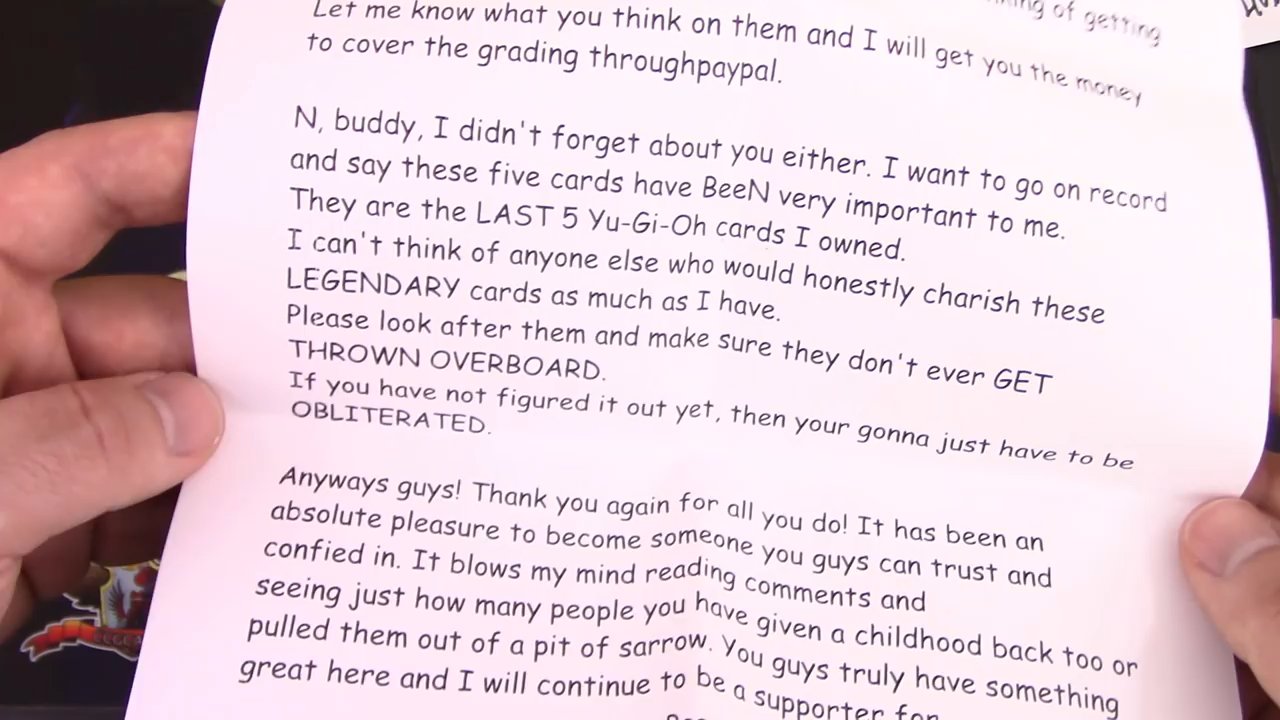 ing of getting
Let me know what you think on them and I will get you the money
to cover the grading throughpaypal.
N, buddy, I didn't forget about you either. I want to go on record
and say these five cards have BeeN very important to me.
They are the LAST 5 Yu-Gi-Oh cards I owned.
I can't think of anyone else who would honestly charish these
LEGENDARY cards as much as I have.
Please look after them and make sure they don't ever GET
THROWN OVERBOARD.
If you have not figured it out yet, then your gonna just have to be
OBLITERATED.
Anyways guys! Thank you again for all you do! It has been an
absolute pleasure to become someone you guys can trust and
confied in. It blows my mind reading comments and
seeing just how many people you have given a childhood back too or
pulled them out of a pit of sarrow. You guys truly have something
great here and I will continue to be a supporter for